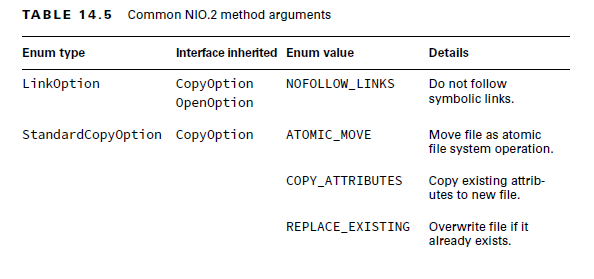 TABLE 14.5 Common NIO.2 method arguments
Enum type Interface inherited Enum value Details
LinkOption CopyOption NOFOLLOW_LINKS Do not follow
OpenOption symbolic links.
StandardCopyOption CopyOption ATOMIC_MOVE Move file as atomic
file system operation.
COPY_ATTRIBUTES Copy existing attrib-
utes to new file.
REPLACE_EXISTING Overwrite file if it
already exists.